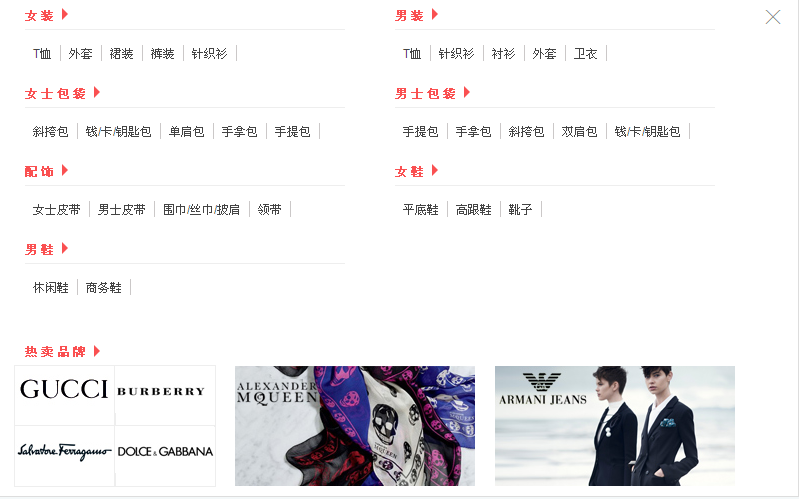 女装
T恤 外套 裙装 裤装 针织衫
男装
T恤 针织衫 衬衫 外套 卫衣
女士包袋
斜挎包 钱/卡/钥匙包 单肩包 手拿包 手提包
男士包袋
手提包 手拿包 斜挎包 双肩包 钱/卡/钥匙包
配饰
女士皮带 男士皮带 围巾/丝巾/披肩 领带
女鞋
平底鞋 高跟鞋 靴子
男鞋
休闲鞋 商务鞋
热卖品牌
GUCCI
BURBERRY
Salvatore Ferragamo
DOLCE & GABBANA
ALEXANDER
McQUEEN
ARMANI JEANS